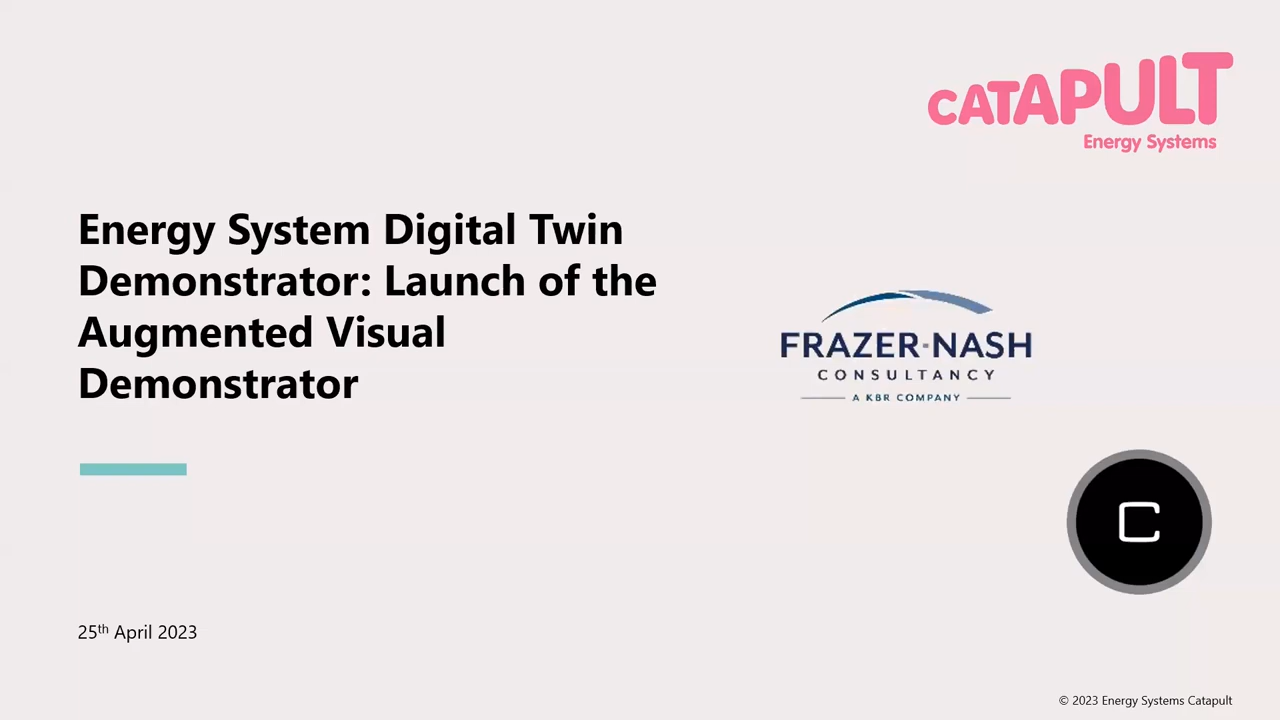 CATAPULT
Energy Systems
Energy System Digital Twin
Demonstrator: Launch of the
Augmented Visual
Demonstrator
FRAZER-NASH
CONSULTANCY
A KBR COMPANY
C
25th April 2023
© 2023 Energy Systems Catapult